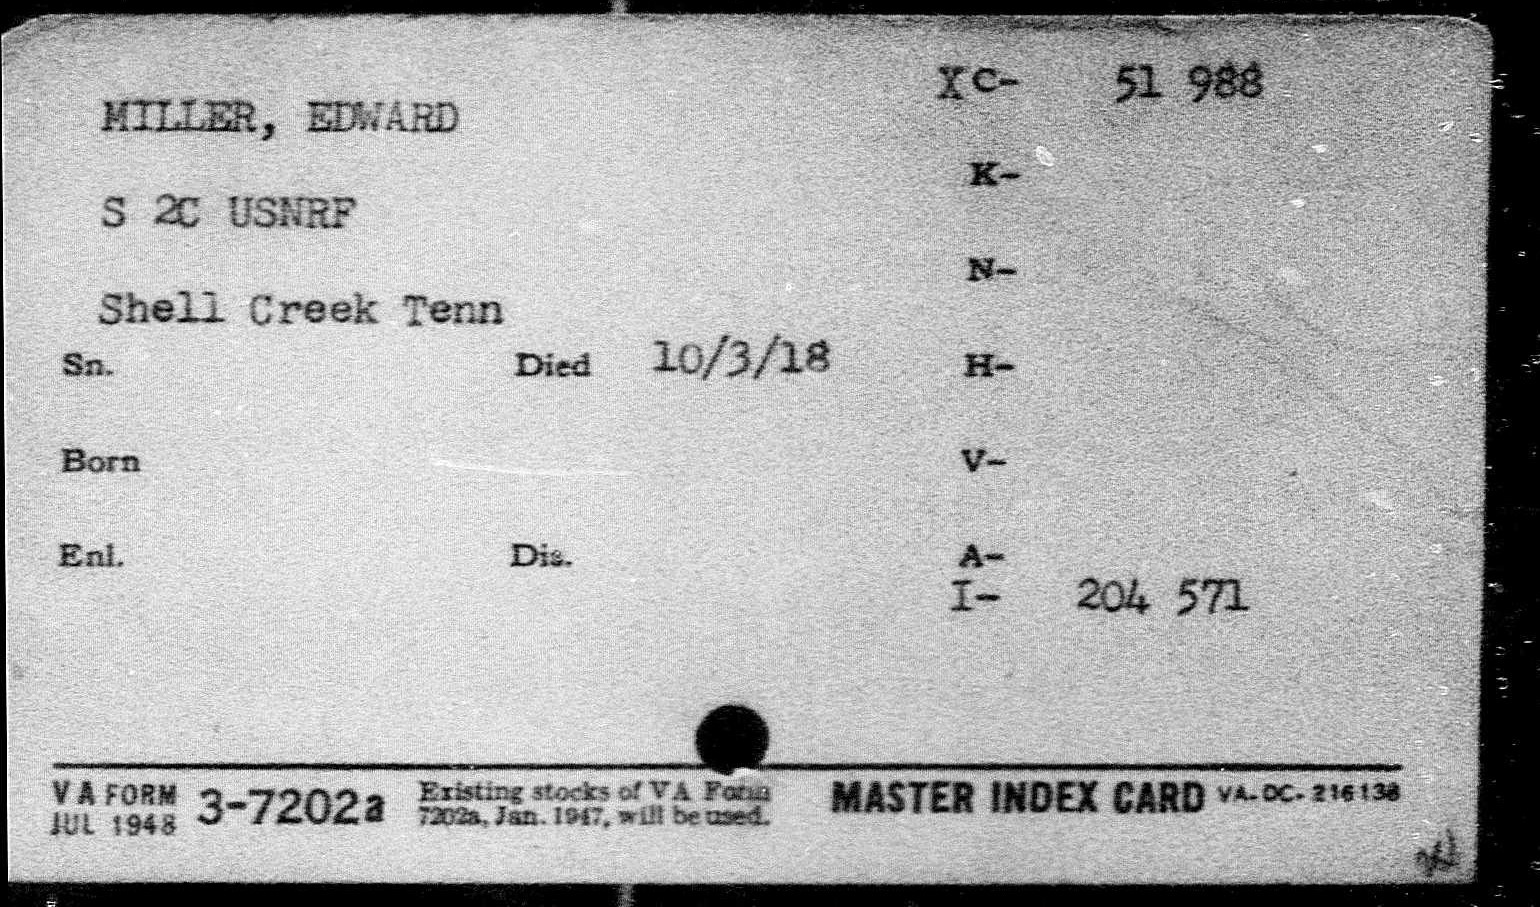 XC- 51 988
MILLER, EDWARD
K-
S 2C USNRF
N-
Shell Creek Tenn
Sn. Died 10/3/18 H-
Born V-
Enl. Dis. A-
I- 204 571
VA FORM
JUL 1948
3-7202a
Existing stocks of VA Form
7202a, Jan. 1947, will be used.
MASTER INDEX CARD VA-DC-216138